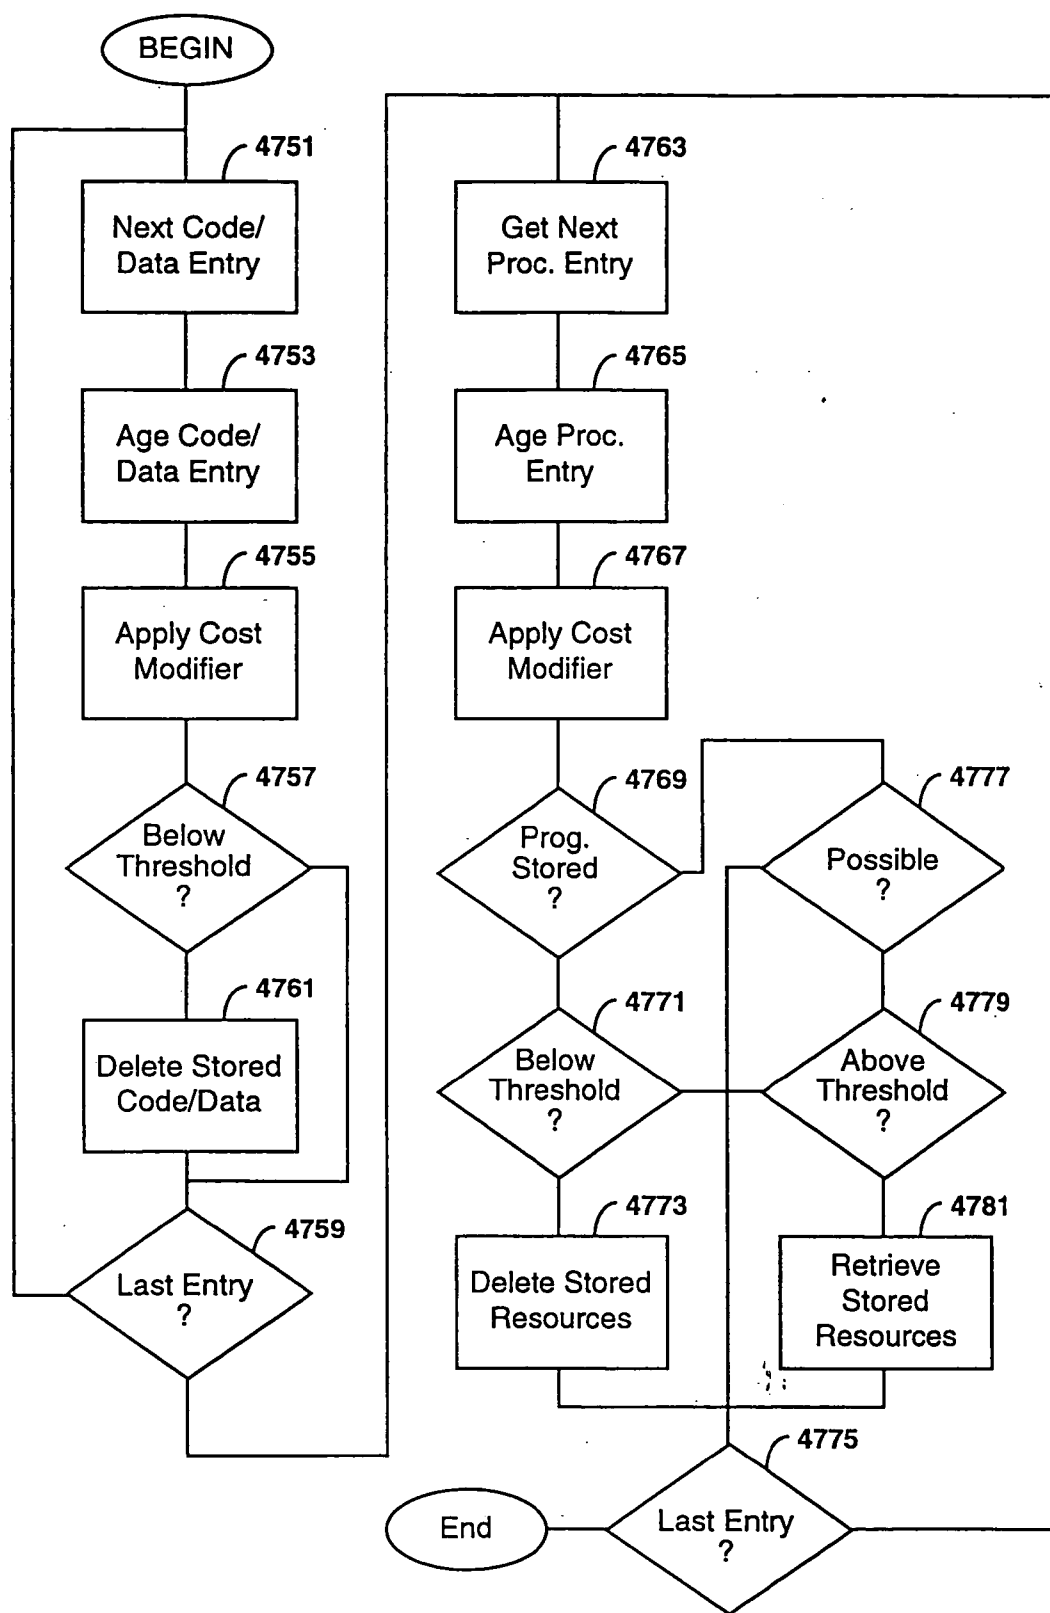 BEGIN
4751
Next Code/
Data Entry
4753
Age Code/
Data Entry
4755
Apply Cost
Modifier
4757
Below
Threshold
?
4761
Delete Stored
Code/Data
4759
Last Entry
?
4763
Get Next
Proc. Entry
4765
Age Proc.
Entry
4767
Apply Cost
Modifier
4769
Prog.
Stored
?
4771
Below
Threshold
?
4773
Delete Stored
Resources
4777
Possible
?
4779
Above
Threshold
?
4781
Retrieve
Stored
Resources
4775
Last Entry
?
End